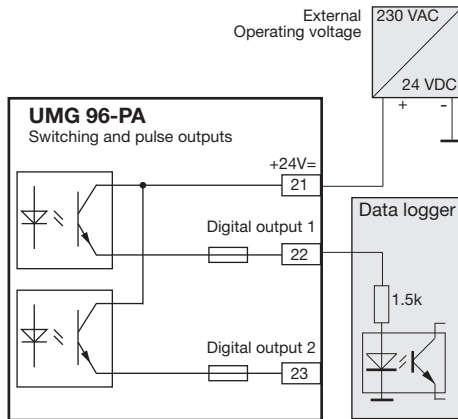 External
Operating voltage
230 VAC
24 VDC
+ -
UMG 96-PA
Switching and pulse outputs
+24V=
21
Data logger
Digital output 1
22
1.5k
Digital output 2
23